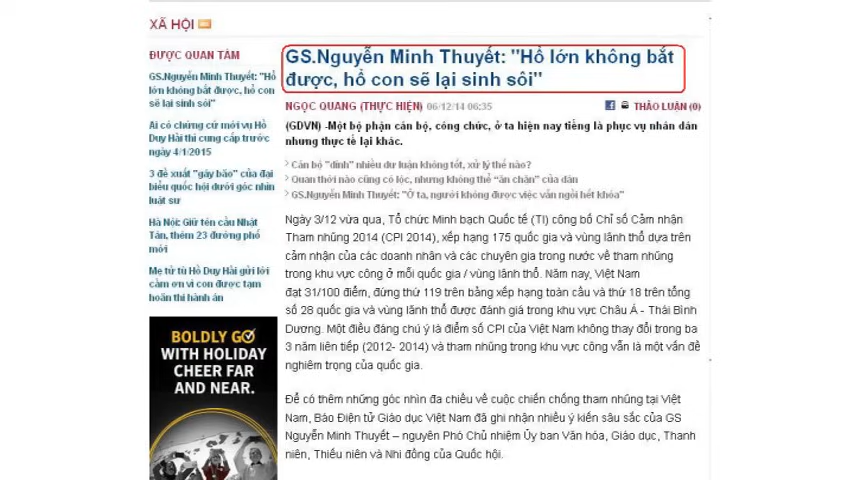 XÃ HỘI
ĐƯỢC QUAN TÂM
GS.Nguyễn Minh Thuyết: "Hổ
lớn không bắt được, hổ con
sẽ lại sinh sôi"
Ai có chứng cứ mới vụ Hồ
Duy Hải thì cung cấp trước
ngày 4/1/2015
3 đề xuất "gây bão" của đại
biểu quốc hội dưới góc nhìn
luật sư
Hà Nội: Giữ tên cầu Nhật
Tân, thêm 23 đường phố
mới
Mẹ tử tù Hồ Duy Hải gửi lời
cảm ơn vì con được tạm
hoãn thi hành án
BOLDLY GO
WITH HOLIDAY
CHEER FAR
AND NEAR.
GS.Nguyễn Minh Thuyết: "Hổ lớn không bắt
được, hổ con sẽ lại sinh sôi"
NGỌC QUANG (THỰC HIỆN) 06/12/14 06:35
THẢO LUẬN (0)
(GDVN) -Một bộ phận cán bộ, công chức, ở ta hiện nay tiếng là phục vụ nhân dân
nhưng thực tế lại khác.
Cán bộ "dính" nhiều dư luận không tốt, xử lý thế nào?
Quan thời nào cũng có lộc, nhưng không thể "ăn chặn" của dân
GS.Nguyễn Minh Thuyết: "Ở ta, người không được việc vẫn ngồi hết khóa"
Ngày 3/12 vừa qua, Tổ chức Minh bạch Quốc tế (TI) công bố Chỉ số Cảm nhận
Tham nhũng 2014 (CPI 2014), xếp hạng 175 quốc gia và vùng lãnh thổ dựa trên
cảm nhận của các doanh nhân và các chuyên gia trong nước về tham nhũng
trong khu vực công ở mỗi quốc gia / vùng lãnh thổ. Năm nay, Việt Nam
đạt 31/100 điểm, đứng thứ 119 trên bảng xếp hạng toàn cầu và thứ 18 trên tổng
số 28 quốc gia và vùng lãnh thổ được đánh giá trong khu vực Châu Á - Thái Bình
Dương. Một điều đáng chú ý là điểm số CPI của Việt Nam không thay đổi trong ba
3 năm liên tiếp (2012- 2014) và tham nhũng trong khu vực công vẫn là một vấn đề
nghiêm trọng của quốc gia.
Để có thêm những góc nhìn đa chiều về cuộc chiến chống tham nhũng tại Việt
Nam, Báo Điện tử Giáo dục Việt Nam đã ghi nhận nhiều ý kiến sâu sắc của GS
Nguyễn Minh Thuyết – nguyên Phó Chủ nhiệm Ủy ban Văn hóa, Giáo dục, Thanh
niên, Thiếu niên và Nhi đồng của Quốc hội.